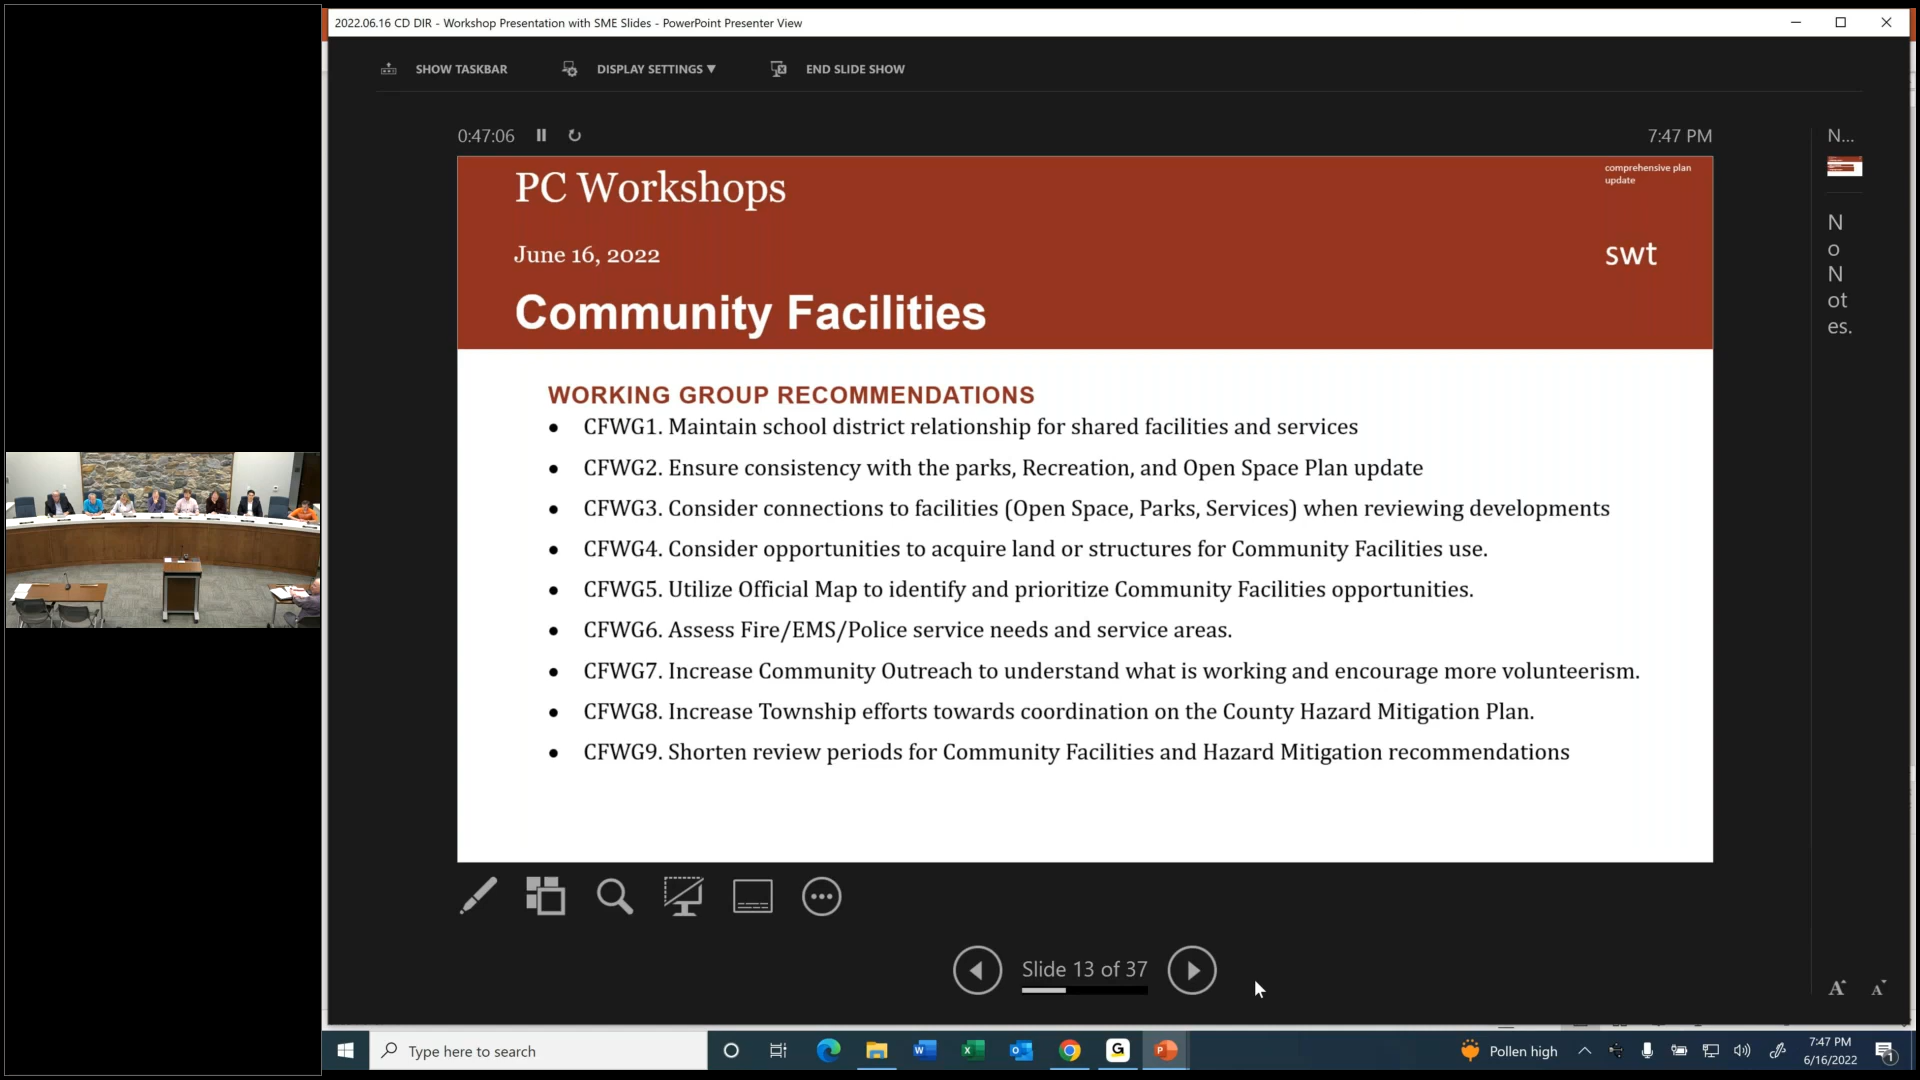 2022.06.16 CD DIR - Workshop Presentation with SME Slides - PowerPoint Presenter View
SHOW TASKBAR
DISPLAY SETTINGS ▼
END SLIDE SHOW
0:47:06
7:47 PM
N...
PC Workshops
comprehensive plan
update
June 16, 2022
swt
Community Facilities
N
o
N
ot
es.
WORKING GROUP RECOMMENDATIONS
• CFWG1. Maintain school district relationship for shared facilities and services
• CFWG2. Ensure consistency with the parks, Recreation, and Open Space Plan update
• CFWG3. Consider connections to facilities (Open Space, Parks, Services) when reviewing developments
• CFWG4. Consider opportunities to acquire land or structures for Community Facilities use.
• CFWG5. Utilize Official Map to identify and prioritize Community Facilities opportunities.
• CFWG6. Assess Fire/EMS/Police service needs and service areas.
• CFWG7. Increase Community Outreach to understand what is working and encourage more volunteerism.
• CFWG8. Increase Township efforts towards coordination on the County Hazard Mitigation Plan.
• CFWG9. Shorten review periods for Community Facilities and Hazard Mitigation recommendations
Slide 13 of 37
A A
Type here to search
Pollen high
7:47 PM
6/16/2022
1